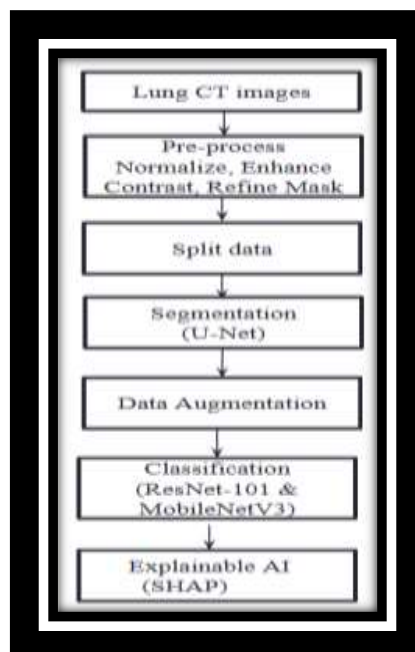 Lung CT images
Pre-process
Normalize, Enhance
Contrast, Refine Mask
Split data
Segmentation
(U-Net)
Data Augmentation
Classification
(ResNet-101 &
MobileNetV3)
Explainable AI
(SHAP)